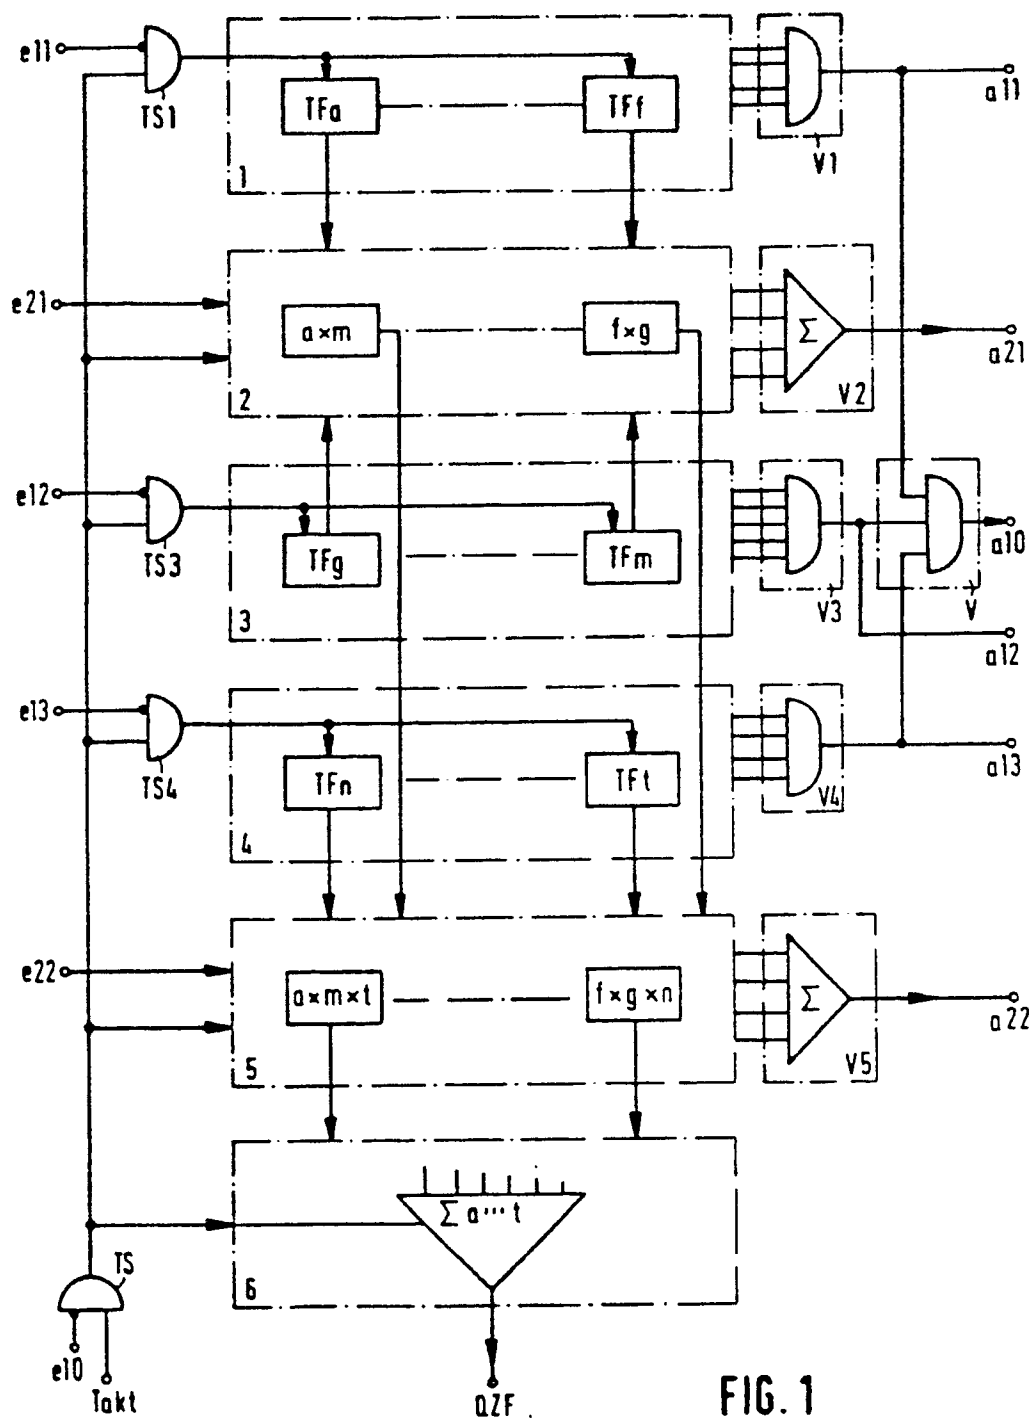 e11
TS1
TFa
TFf
1
V1
a11
e21
a×m
f×g
Σ
2
V2
a21
e12
TS3
TFg
TFm
3
V3
V
a10
a12
e13
TS4
TFn
TFt
4
V4
a13
e22
a×m×t
f×g×n
Σ
5
V5
a22
Σ a···t
6
TS
e10
Takt
QZF
FIG. 1